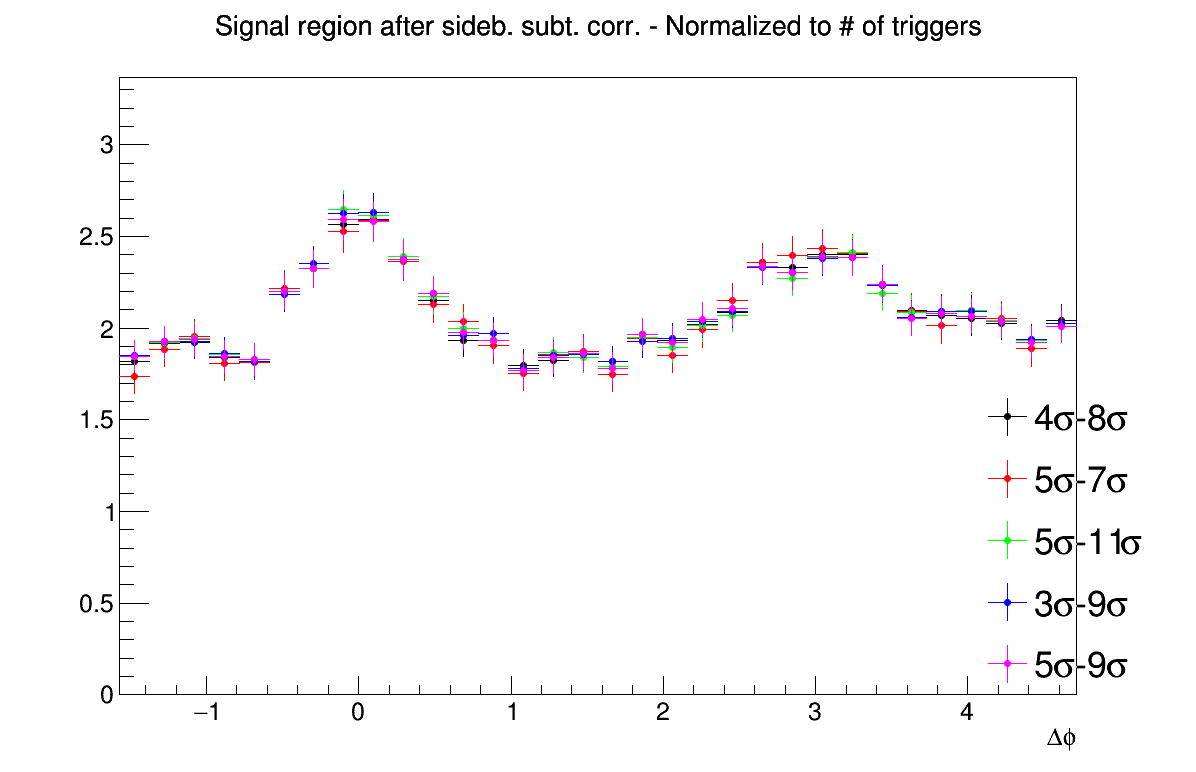 Signal region after sideb. subt. corr. - Normalized to # of triggers
3
2.5
2
1.5
1
0.5
0
4σ-8σ
5σ-7σ
5σ-11σ
3σ-9σ
5σ-9σ
−1 0 1 2 3 4
Δϕ